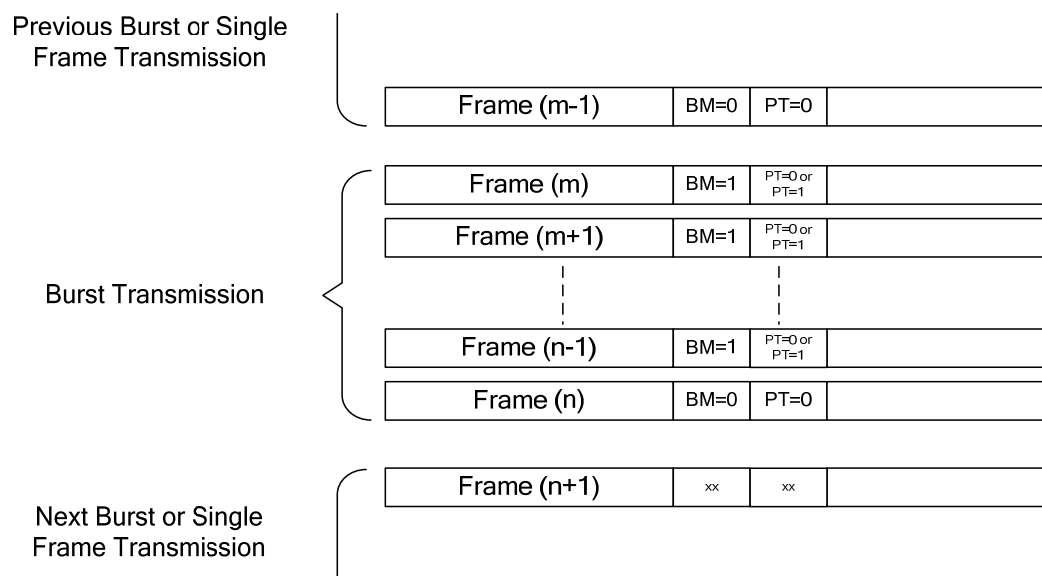 Previous Burst or Single
Frame Transmission
Frame (m-1) BM=0 PT=0
Frame (m) BM=1 PT=0 or
PT=1
Frame (m+1) BM=1 PT=0 or
PT=1
Burst Transmission
Frame (n-1) BM=1 PT=0 or
PT=1
Frame (n) BM=0 PT=0
Frame (n+1) xx xx
Next Burst or Single
Frame Transmission